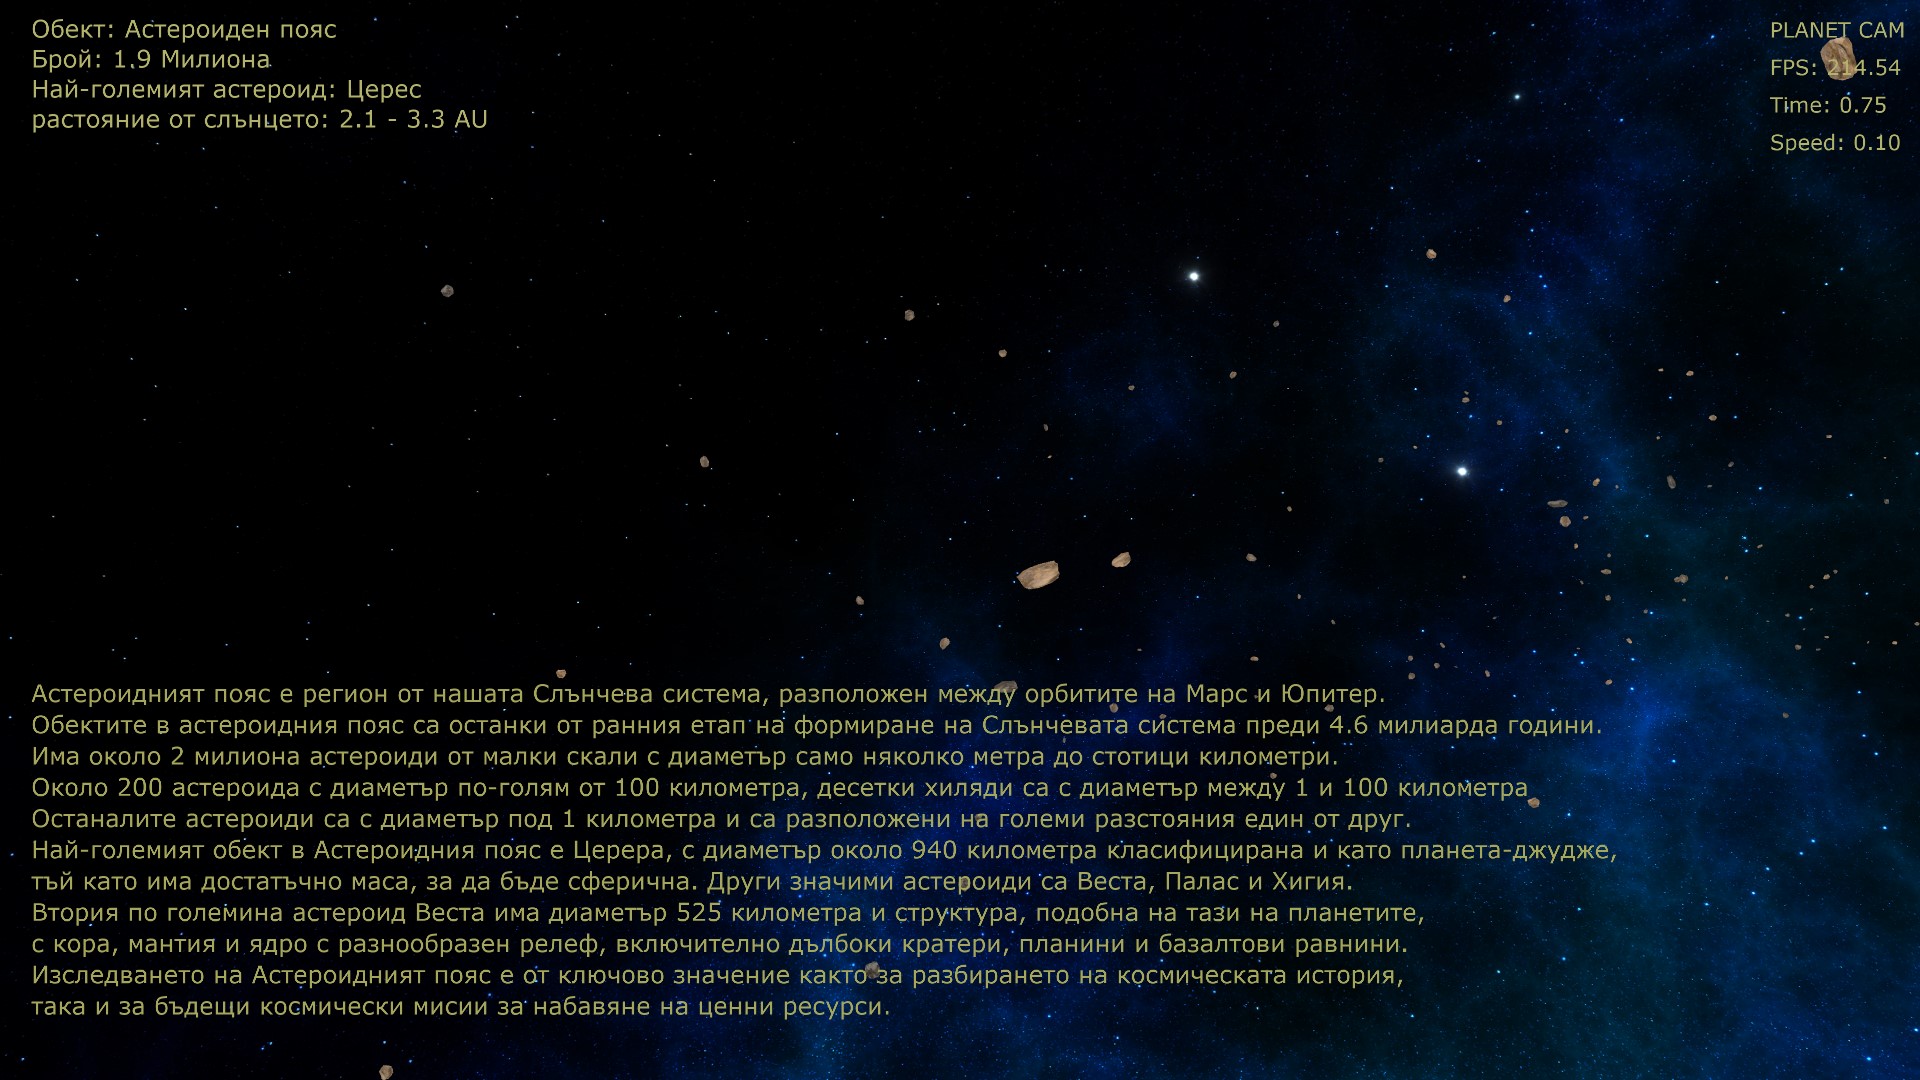 Обект: Астероиден пояс
Брой: 1.9 Милиона
Най-големият астероид: Церес
растояние от слънцето: 2.1 - 3.3 AU
PLANET CAM
FPS: 214.54
Time: 0.75
Speed: 0.10
Астероидният пояс е регион от нашата Слънчева система, разположен между орбитите на Марс и Юпитер.
Обектите в астероидния пояс са останки от ранния етап на формиране на Слънчевата система преди 4.6 милиарда години.
Има около 2 милиона астероиди от малки скали с диаметър само няколко метра до стотици километри.
Около 200 астероида с диаметър по-голям от 100 километра, десетки хиляди са с диаметър между 1 и 100 километра
Останалите астероиди са с диаметър под 1 километра и са разположени на големи разстояния един от друг.
Най-големият обект в Астероидния пояс е Церера, с диаметър около 940 километра класифицирана и като планета-джудже,
тъй като има достатъчно маса, за да бъде сферична. Други значими астероиди са Веста, Палас и Хигия.
Втория по големина астероид Веста има диаметър 525 километра и структура, подобна на тази на планетите,
с кора, мантия и ядро с разнообразен релеф, включително дълбоки кратери, планини и базалтови равнини.
Изследването на Астероидният пояс е от ключово значение както за разбирането на космическата история,
така и за бъдещи космически мисии за набавяне на ценни ресурси.